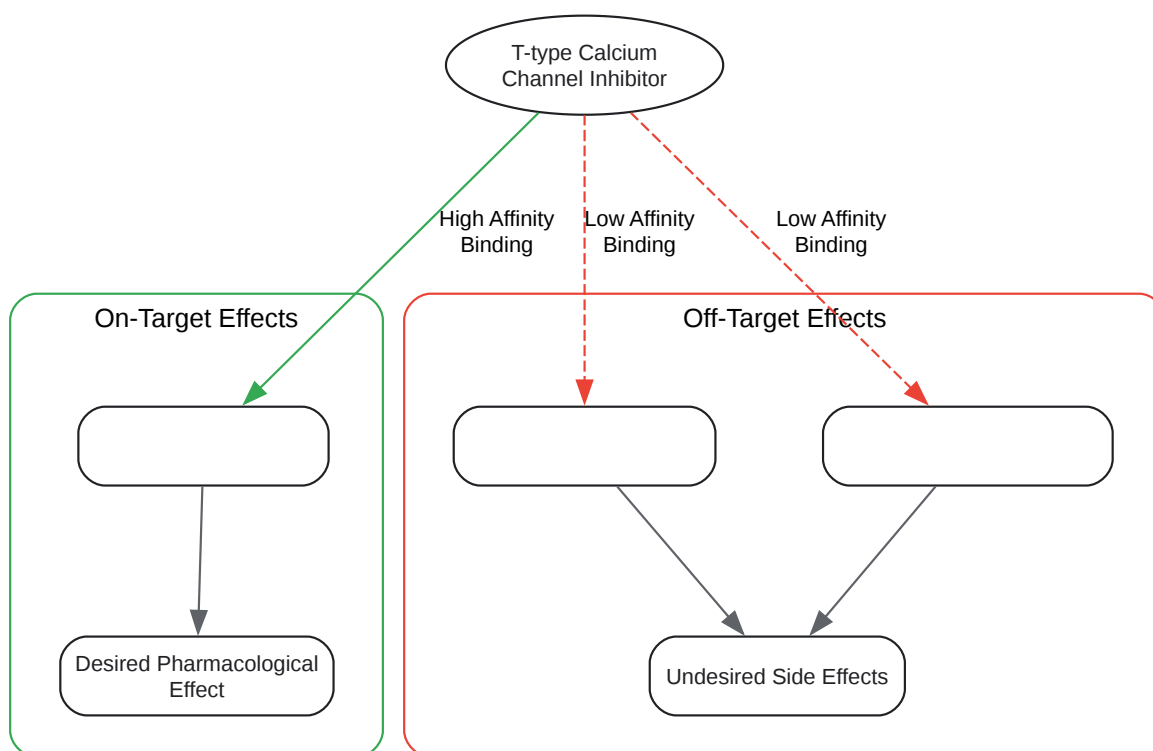 T-type Calcium
Channel Inhibitor
High Affinity
Binding
Low Affinity
Binding
Low Affinity
Binding
On-Target Effects
Off-Target Effects
Desired Pharmacological
Effect
Undesired Side Effects